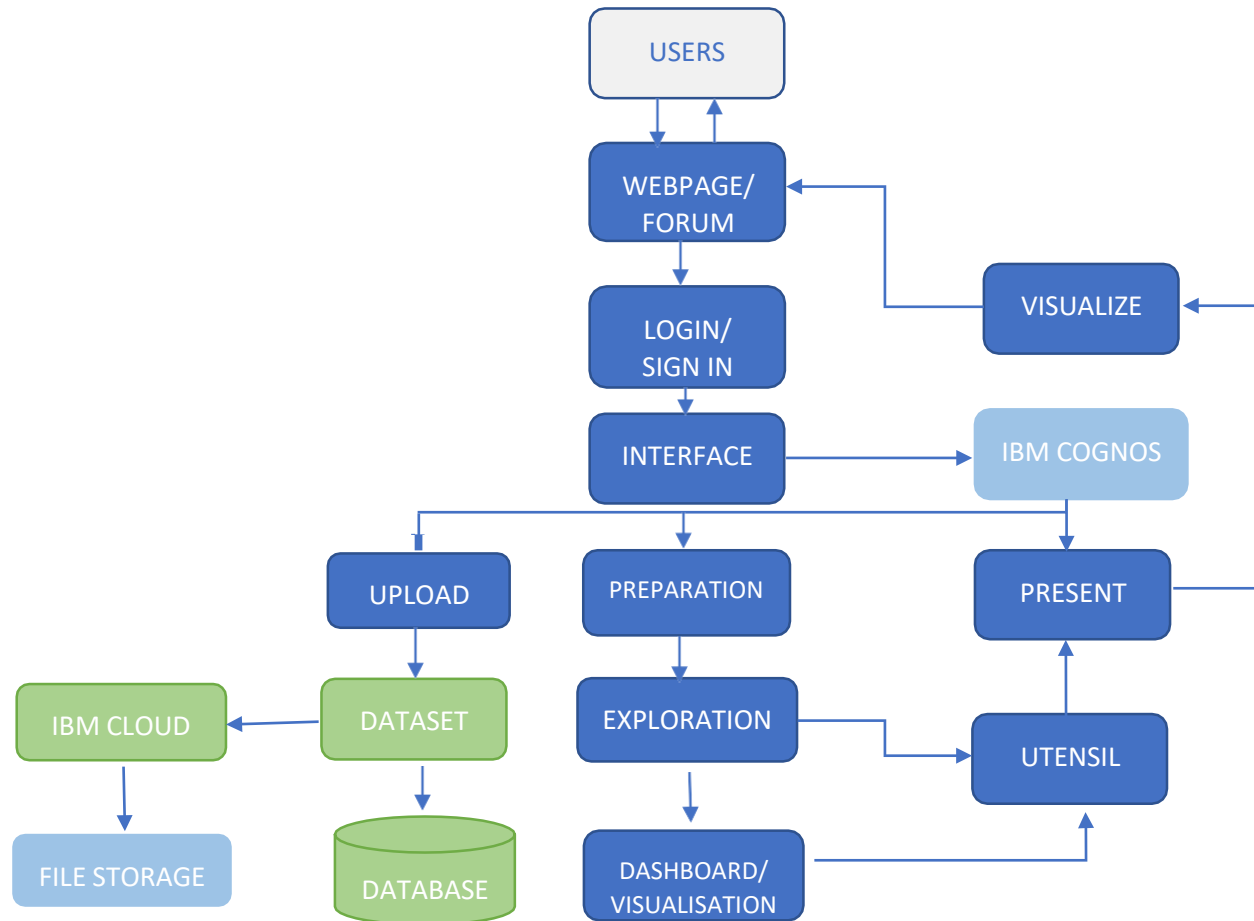 USERS
WEBPAGE/
FORUM
VISUALIZE
LOGIN/
SIGN IN
INTERFACE
IBM COGNOS
UPLOAD
PREPARATION
PRESENT
IBM CLOUD
DATASET
EXPLORATION
UTENSIL
FILE STORAGE
DATABASE
DASHBOARD/
VISUALISATION